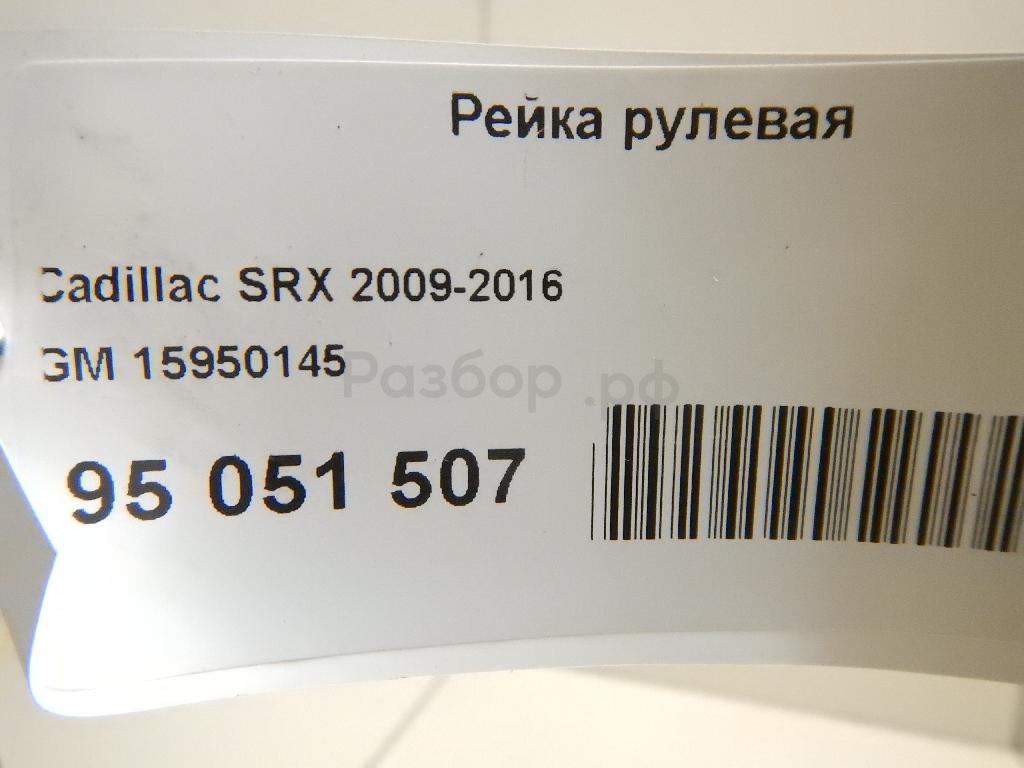 Рейка рулевая
Cadillac SRX 2009-2016
GM 15950145
Разбор.рф
95 051 507